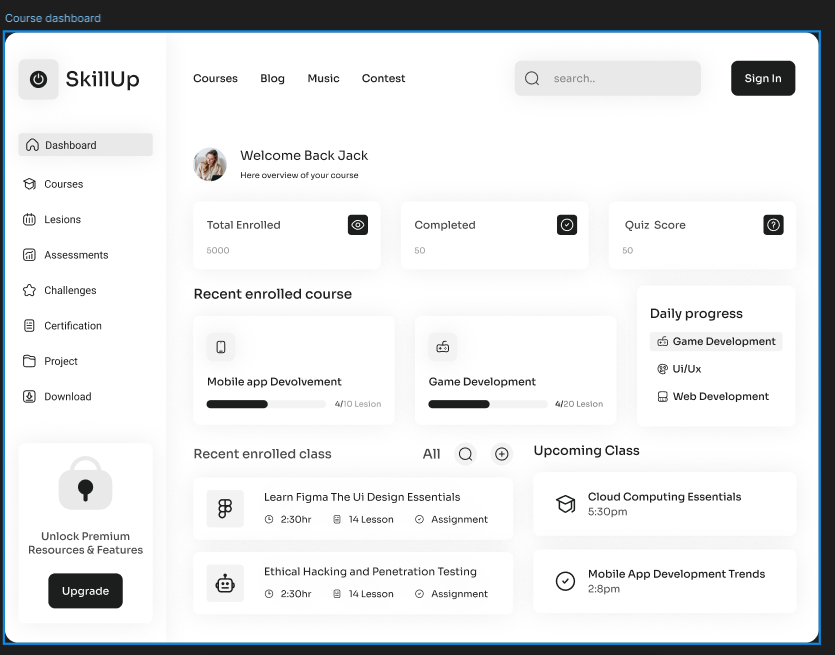 Course dashboard
SkillUp
Courses Blog Music Contest
search..
Sign In
Dashboard
Courses
Lesions
Assessments
Challenges
Certification
Project
Download
Unlock Premium
Resources & Features
Upgrade
Welcome Back Jack
Here overview of your course
Total Enrolled
5000
Completed
50
Quiz Score
50
Recent enrolled course
Mobile app Devolvement
4/10 Lesion
Game Development
4/20 Lesion
Daily progress
Game Development
Ui/Ux
Web Development
Recent enrolled class
All
Learn Figma The Ui Design Essentials
2:30hr 14 Lesson Assignment
Ethical Hacking and Penetration Testing
2:30hr 14 Lesson Assignment
Upcoming Class
Cloud Computing Essentials
5:30pm
Mobile App Development Trends
2:8pm